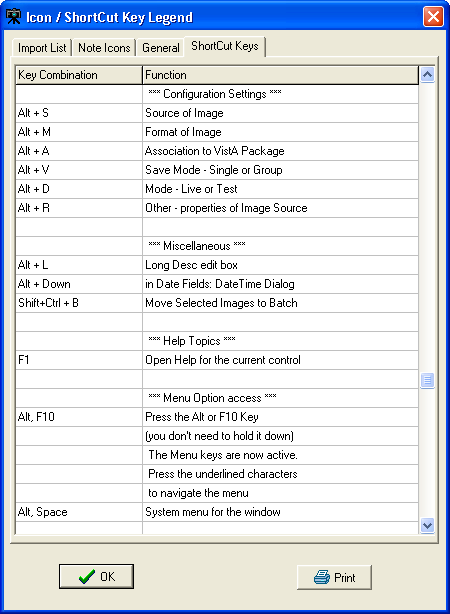 Icon / ShortCut Key Legend
Import List Note Icons General ShortCut Keys
Key Combination Function
*** Configuration Settings ***
Alt + S Source of Image
Alt + M Format of Image
Alt + A Association to VistA Package
Alt + V Save Mode - Single or Group
Alt + D Mode - Live or Test
Alt + R Other - properties of Image Source
*** Miscellaneous ***
Alt + L Long Desc edit box
Alt + Down in Date Fields: DateTime Dialog
Shift+Ctrl + B Move Selected Images to Batch
*** Help Topics ***
F1 Open Help for the current control
*** Menu Option access ***
Alt, F10 Press the Alt or F10 Key
(you don't need to hold it down)
The Menu keys are now active.
Press the underlined characters
to navigate the menu
Alt, Space System menu for the window
OK Print